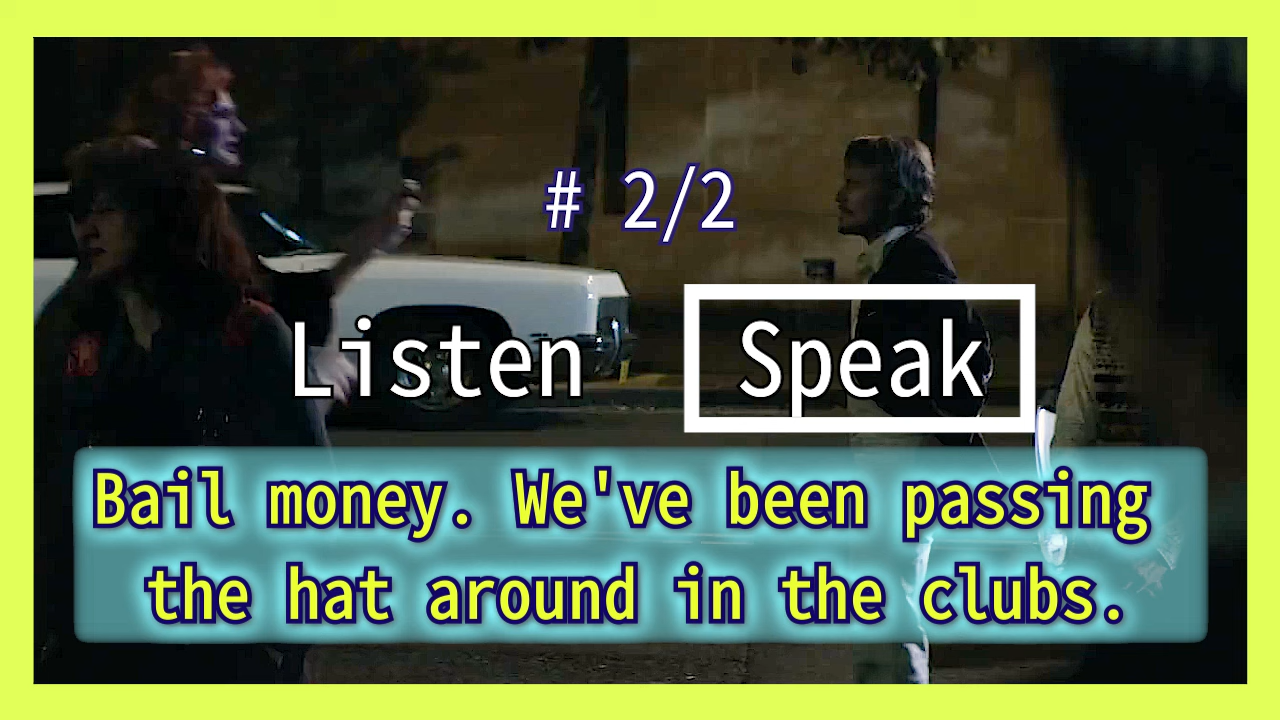 # 2/2
Listen Speak
Bail money. We've been passing
the hat around in the clubs.